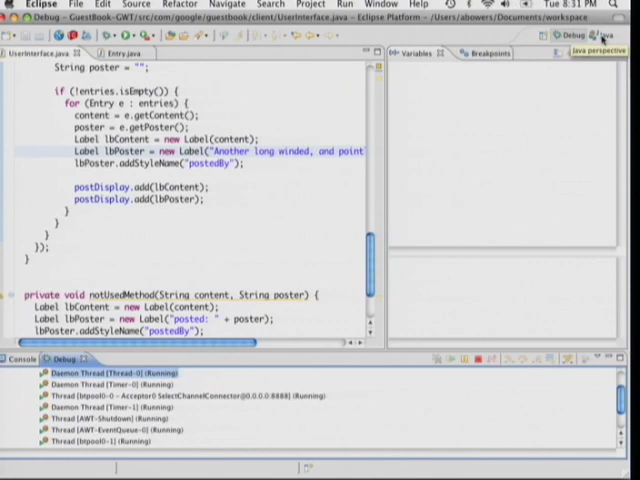 Eclipse File Edit Source Refactor Navigate Search Project Run Window Help Tue 8:31 PM
Debug - GuestBook-GWT/src/com/google/guestbook/client/UserInterface.java - Eclipse Platform - /Users/abowers/Documents/workspace
Debug Java
Java perspective
UserInterface.java Entry.java
Variables Breakpoints
String poster = "";
if (!entries.isEmpty()) {
for (Entry e : entries) {
content = e.getContent();
poster = e.getPoster();
Label lbContent = new Label(content);
Label lbPoster = new Label("Another long winded, and point
lbPoster.addStyleName("postedBy");
postDisplay.add(lbContent);
postDisplay.add(lbPoster);
}
}
}
});
}
private void notUsedMethod(String content, String poster) {
Label lbContent = new Label(content);
Label lbPoster = new Label("posted: " + poster);
lbPoster.addStyleName("postedBy");
Console Debug
Daemon Thread [Thread-0] (Running)
Daemon Thread [Timer-0] (Running)
Thread [btpool0-0 - Acceptor0 SelectChannelConnector@0.0.0.0:8888] (Running)
Daemon Thread [Timer-1] (Running)
Thread [AWT-Shutdown] (Running)
Thread [AWT-EventQueue-0] (Running)
Thread [btpool0-1] (Running)